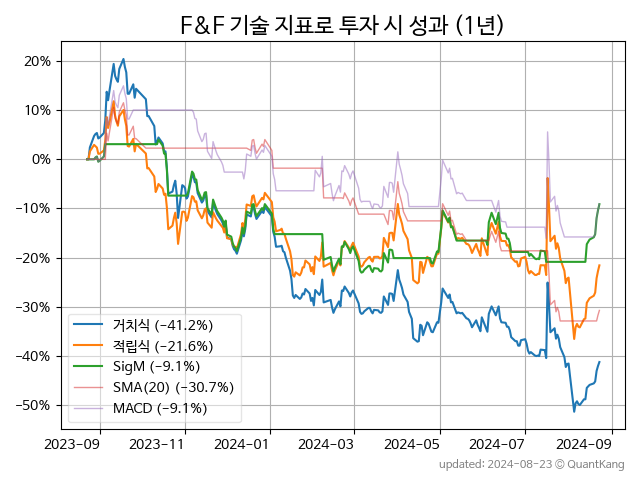 F&F 기술 지표로 투자 시 성과 (1년)
20%
10%
0%
−10%
−20%
−30%
−40%
−50%
거치식 (−41.2%)
적립식 (−21.6%)
SigM (−9.1%)
SMA(20) (−30.7%)
MACD (−9.1%)
2023-09 2023-11 2024-01 2024-03 2024-05 2024-07 2024-09
updated: 2024-08-23 © QuantKang